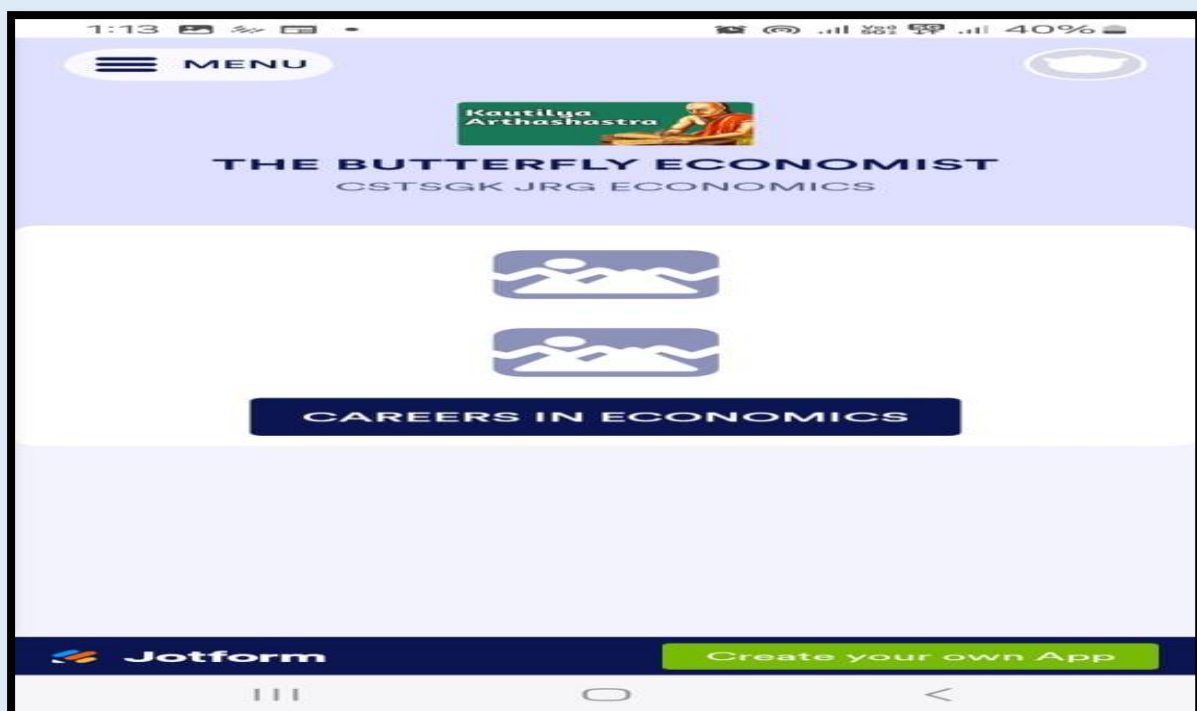 1:13
40%
MENU
Kautilya
Arthashastra
THE BUTTERFLY ECONOMIST
CSTSGK JRG ECONOMICS
CAREERS IN ECONOMICS
Jotform
Create your own App